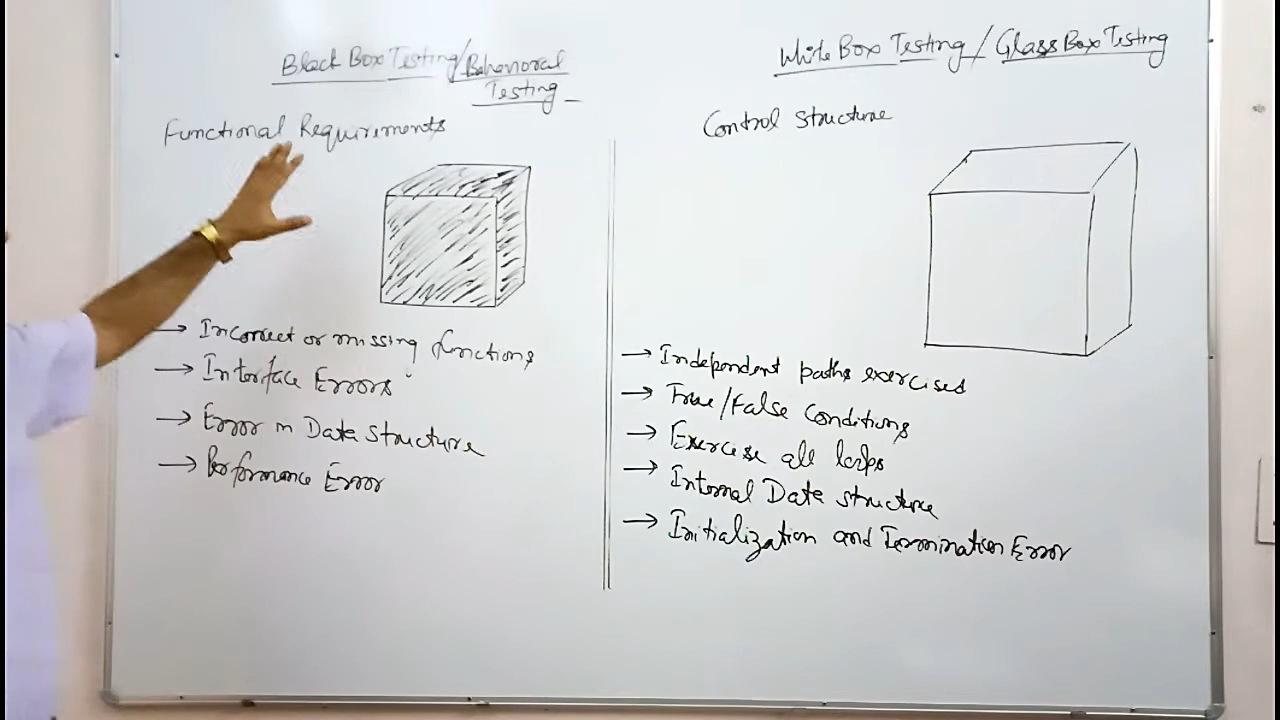 Black Box Testing/Behavioral
Testing
Functional Requirements
→ Incorrect or missing functions
→ Interface Errors
→ Error in Data Structure
→ Performance Error
White Box Testing / Glass Box Testing
Control Structure
→ Independent paths exercised
→ True/False Conditions
→ Exercise all loops
→ Internal Data structure
→ Initialization and Termination Error